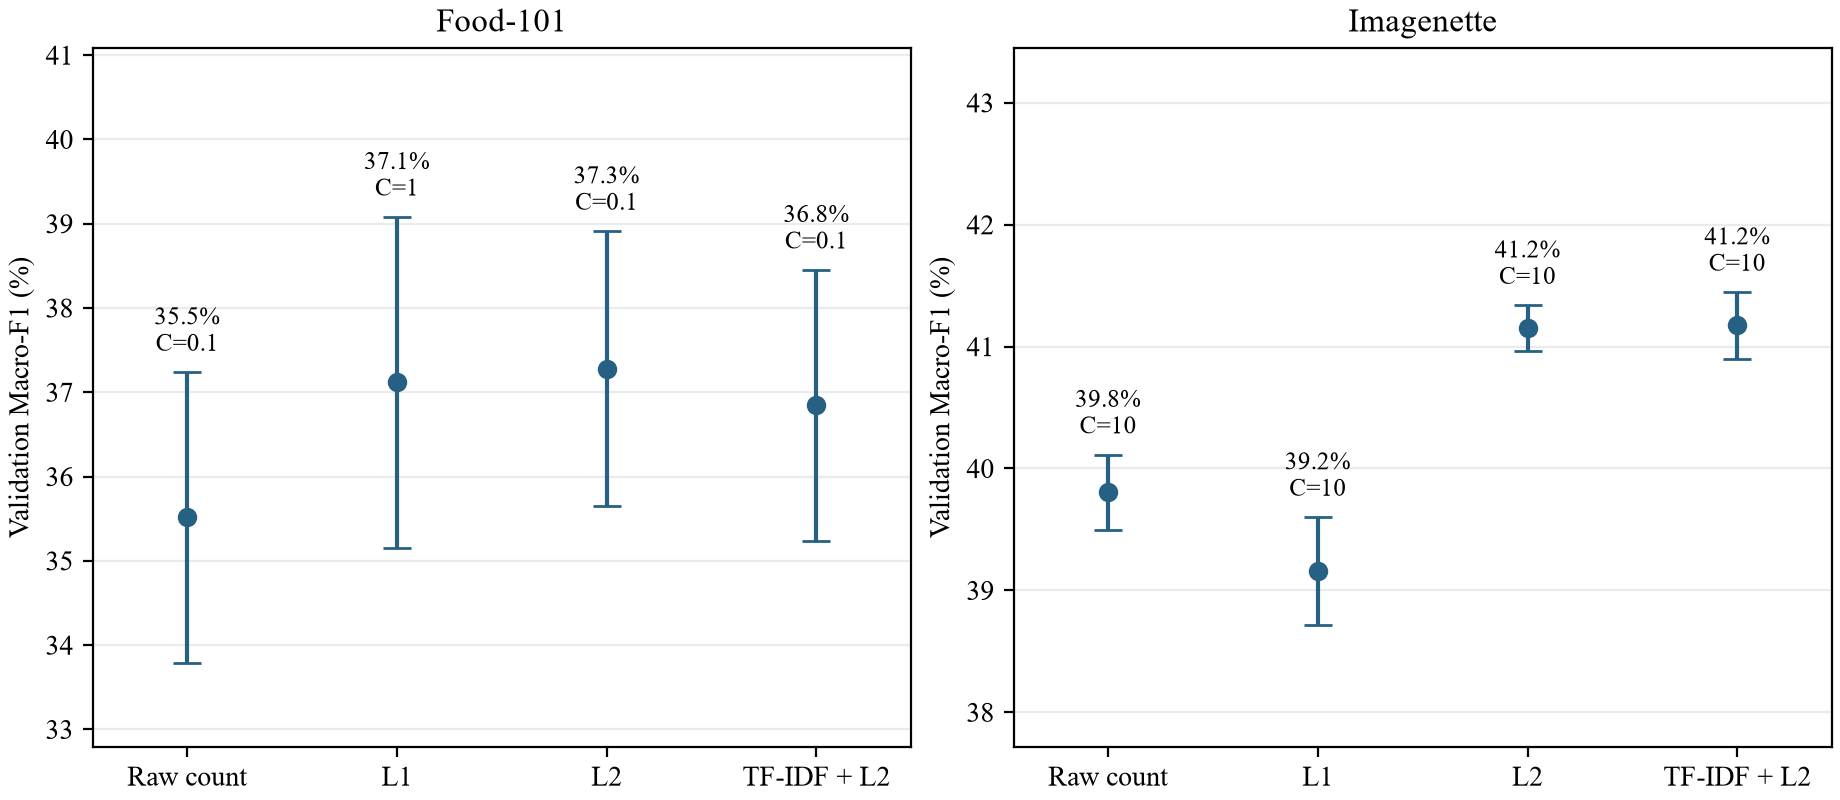 Food-101
Validation Macro-F1 (%)
41
40
39
38
37
36
35
34
33
35.5%
C=0.1
37.1%
C=1
37.3%
C=0.1
36.8%
C=0.1
Raw count
L1
L2
TF-IDF + L2
Imagenette
Validation Macro-F1 (%)
43
42
41
40
39
38
39.8%
C=10
39.2%
C=10
41.2%
C=10
41.2%
C=10
Raw count
L1
L2
TF-IDF + L2